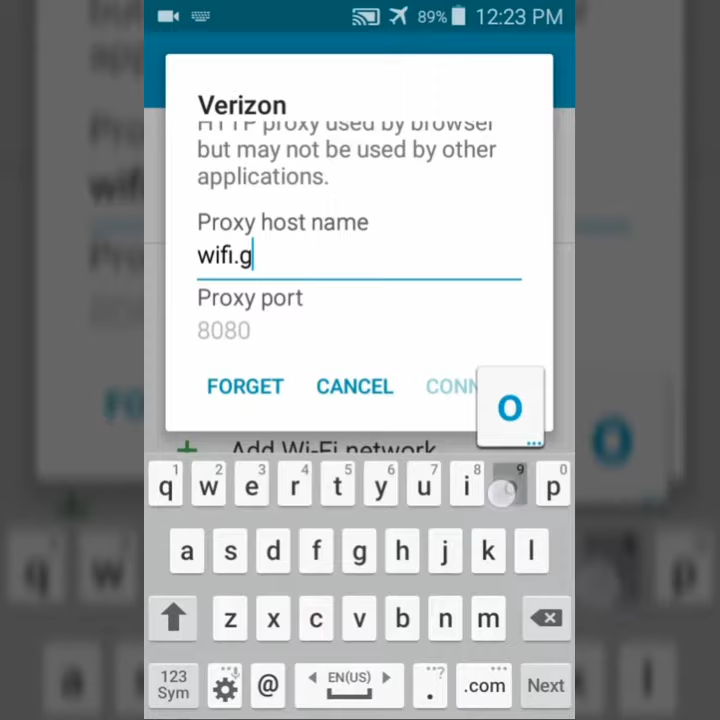 89% 12:23 PM
Verizon
HTTP proxy used by browser
but may not be used by other
applications.
Proxy host name
wifi.g
Proxy port
8080
FORGET CANCEL CONN
o
Add Wi-Fi network
1 2 3 4 5 6 7 8 9 0
q w e r t y u i o p
a s d f g h j k l
z x c v b n m
123 EN(US) ?
Sym @ . .com Next